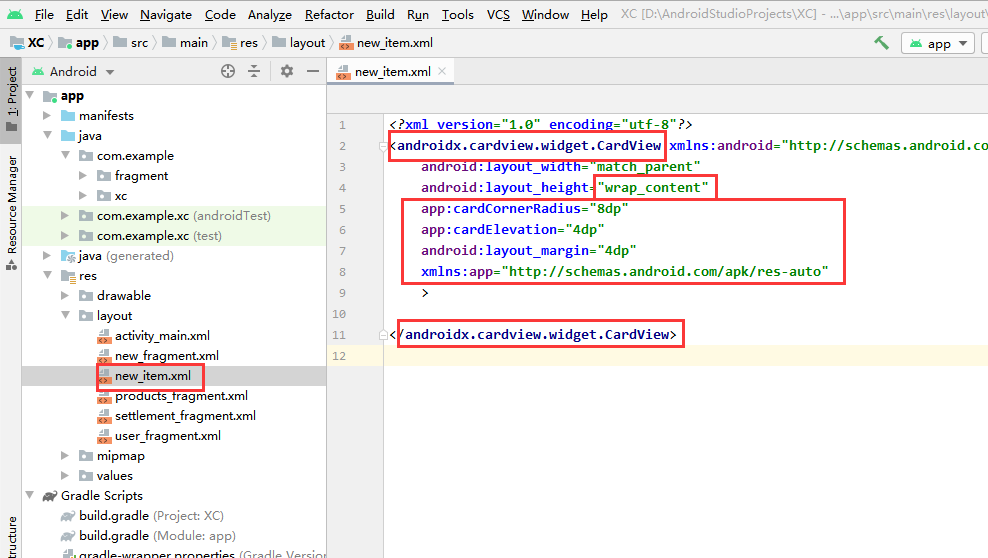 File Edit View Navigate Code Analyze Refactor Build Run Tools VCS Window Help XC [D:\AndroidStudioProjects\XC] - ...\app\src\main\res\layout\
XC app src main res layout new_item.xml app
1: Project
Resource Manager
Android
new_item.xml
app
manifests
java
com.example
fragment
xc
com.example.xc (androidTest)
com.example.xc (test)
java (generated)
res
drawable
layout
activity_main.xml
new_fragment.xml
new_item.xml
products_fragment.xml
settlement_fragment.xml
user_fragment.xml
mipmap
values
Gradle Scripts
build.gradle (Project: XC)
build.gradle (Module: app)
gradle-wrapper.properties (Gradle Version
1 <?xml version="1.0" encoding="utf-8"?>
2 <androidx.cardview.widget.CardView xmlns:android="http://schemas.android.co
3 android:layout_width="match_parent"
4 android:layout_height="wrap_content"
5 app:cardCornerRadius="8dp"
6 app:cardElevation="4dp"
7 android:layout_margin="4dp"
8 xmlns:app="http://schemas.android.com/apk/res-auto"
9 >
10
11 </androidx.cardview.widget.CardView>
12